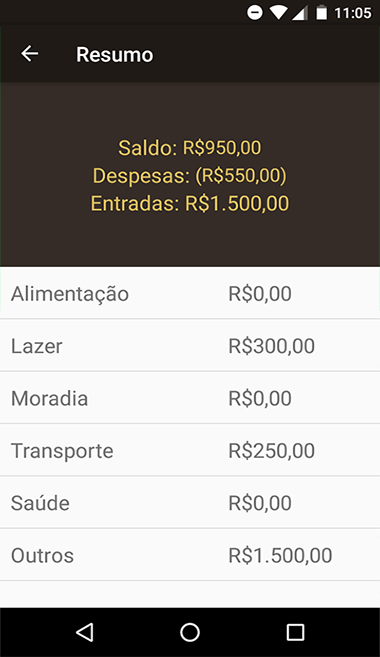 11:05
Resumo
Saldo: R$950,00
Despesas: (R$550,00)
Entradas: R$1.500,00
Alimentação R$0,00
Lazer R$300,00
Moradia R$0,00
Transporte R$250,00
Saúde R$0,00
Outros R$1.500,00